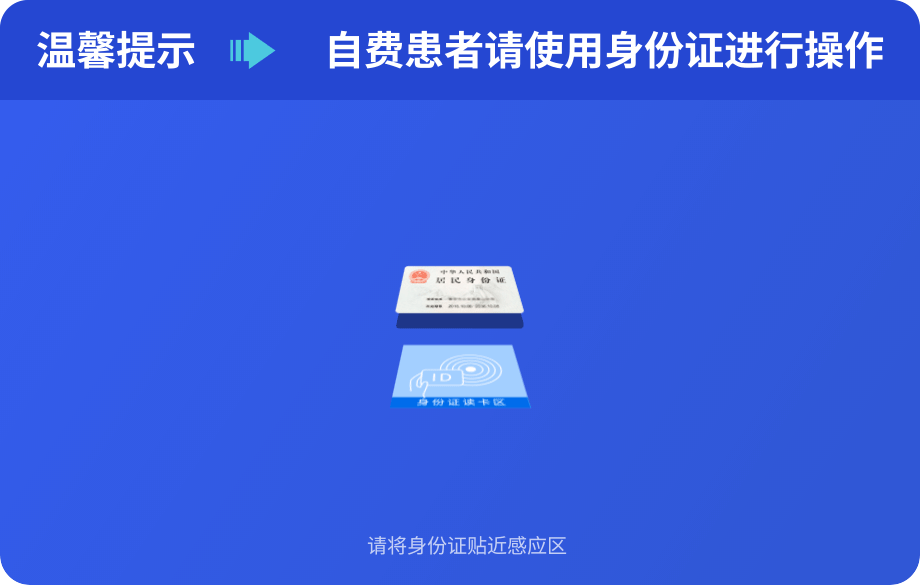 温馨提示 自费患者请使用身份证进行操作
中华人民共和国
居民身份证
ID
身份证读卡区
请将身份证贴近感应区